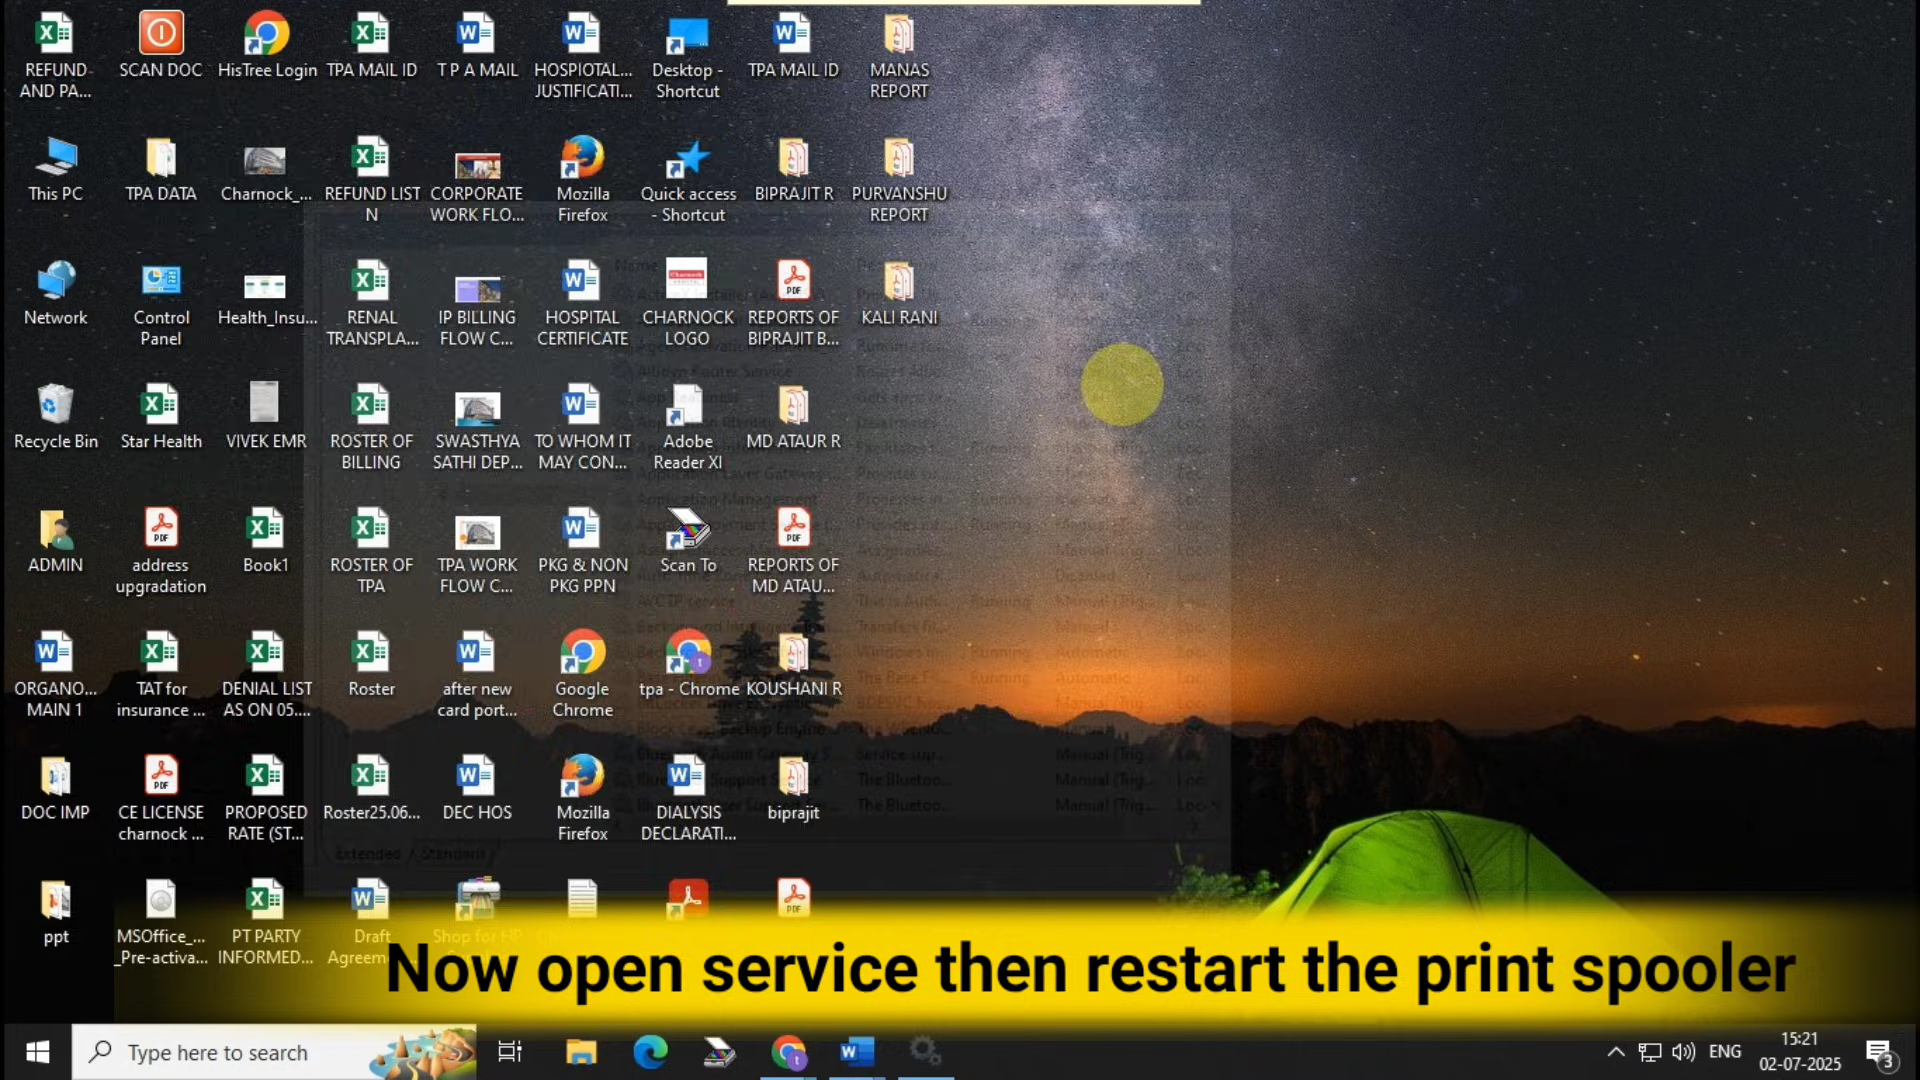 REFUND AND PA...
SCAN DOC
HisTree Login
TPA MAIL ID
T P A MAIL
HOSPIOTAL... JUSTIFICATI...
Desktop - Shortcut
TPA MAIL ID
MANAS REPORT
This PC
TPA DATA
Charnock_...
REFUND LIST N
CORPORATE WORK FLO...
Mozilla Firefox
Quick access - Shortcut
BIPRAJIT R
PURVANSHU REPORT
Network
Control Panel
Health_Insu...
RENAL TRANSPLA...
IP BILLING FLOW C...
HOSPITAL CERTIFICATE
CHARNOCK LOGO
REPORTS OF BIPRAJIT B...
KALI RANI
Recycle Bin
Star Health
VIVEK EMR
ROSTER OF BILLING
SWASTHYA SATHI DEP...
TO WHOM IT MAY CON...
Adobe Reader XI
MD ATAUR R
ADMIN
address upgradation
Book1
ROSTER OF TPA
TPA WORK FLOW C...
PKG & NON PKG PPN
Scan To
REPORTS OF MD ATAU...
ORGANO... MAIN 1
TAT for insurance ...
DENIAL LIST AS ON 05....
Roster
after new card port...
Google Chrome
tpa - Chrome
KOUSHANI R
DOC IMP
CE LICENSE charnock ...
PROPOSED RATE (ST...
Roster25.06...
DEC HOS
Mozilla Firefox
DIALYSIS DECLARATI...
biprajit
Extended / Standard
ppt
MSOffice_... _Pre-activa...
PT PARTY INFORMED...
Draft Agreeme...
Shop for HP
Now open service then restart the print spooler
Type here to search
ENG
15:21
02-07-2025
3